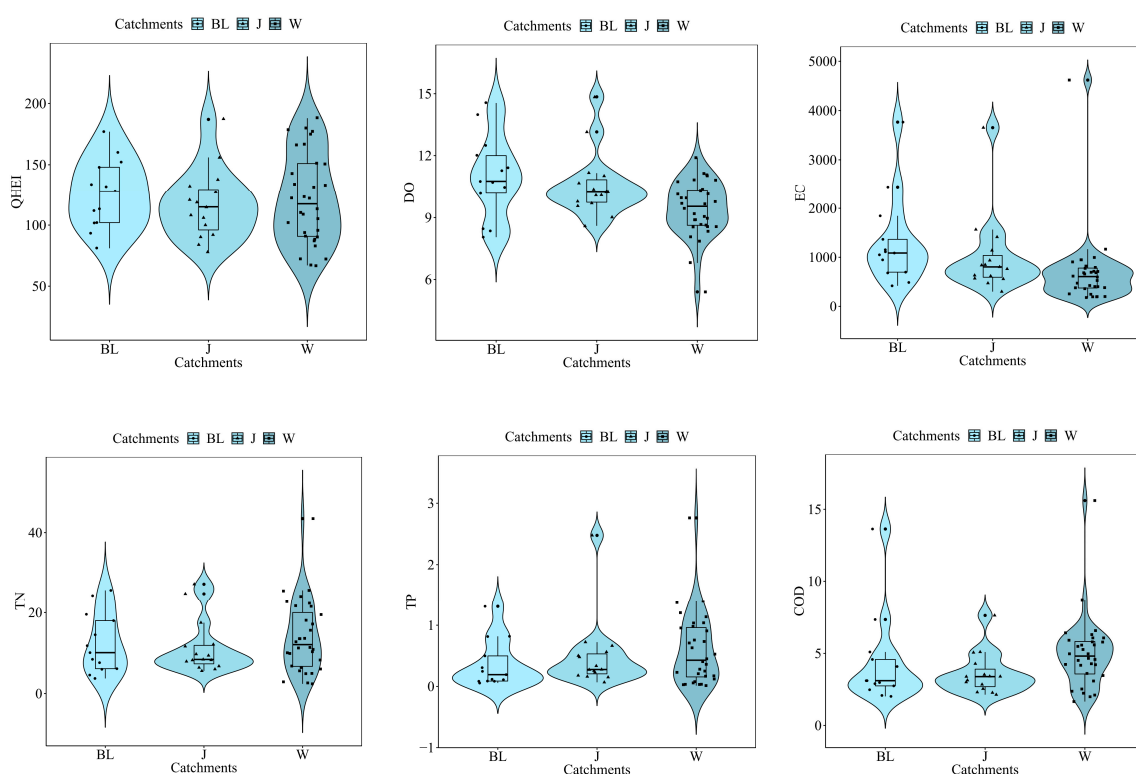 Catchments BL J W
QHEI
200
150
100
50
BL J W
Catchments
Catchments BL J W
DO
15
12
9
6
BL J W
Catchments
Catchments BL J W
EC
5000
4000
3000
2000
1000
0
BL J W
Catchments
Catchments BL J W
TN
40
20
0
BL J W
Catchments
Catchments BL J W
TP
3
2
1
0
−1
BL J W
Catchments
Catchments BL J W
COD
15
10
5
0
BL J W
Catchments